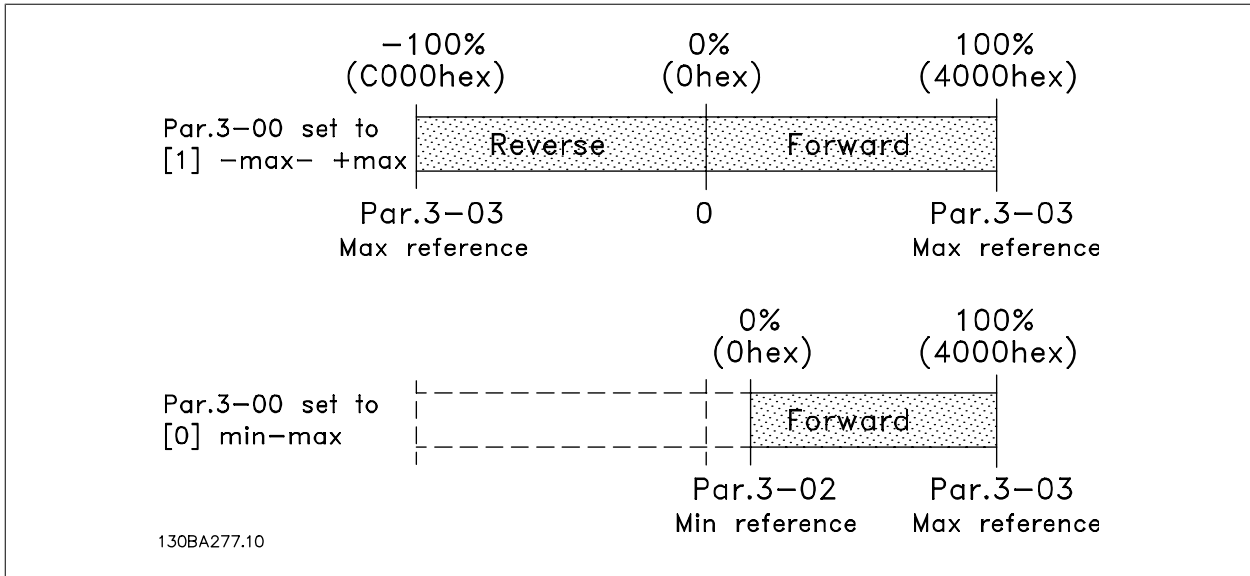 -100% 0% 100%
(C000hex) (0hex) (4000hex)
Par.3-00 set to
[1] -max- +max
Reverse Forward
Par.3-03 0 Par.3-03
Max reference Max reference
0% 100%
(0hex) (4000hex)
Par.3-00 set to
[0] min-max
Forward
Par.3-02 Par.3-03
Min reference Max reference
130BA277.10